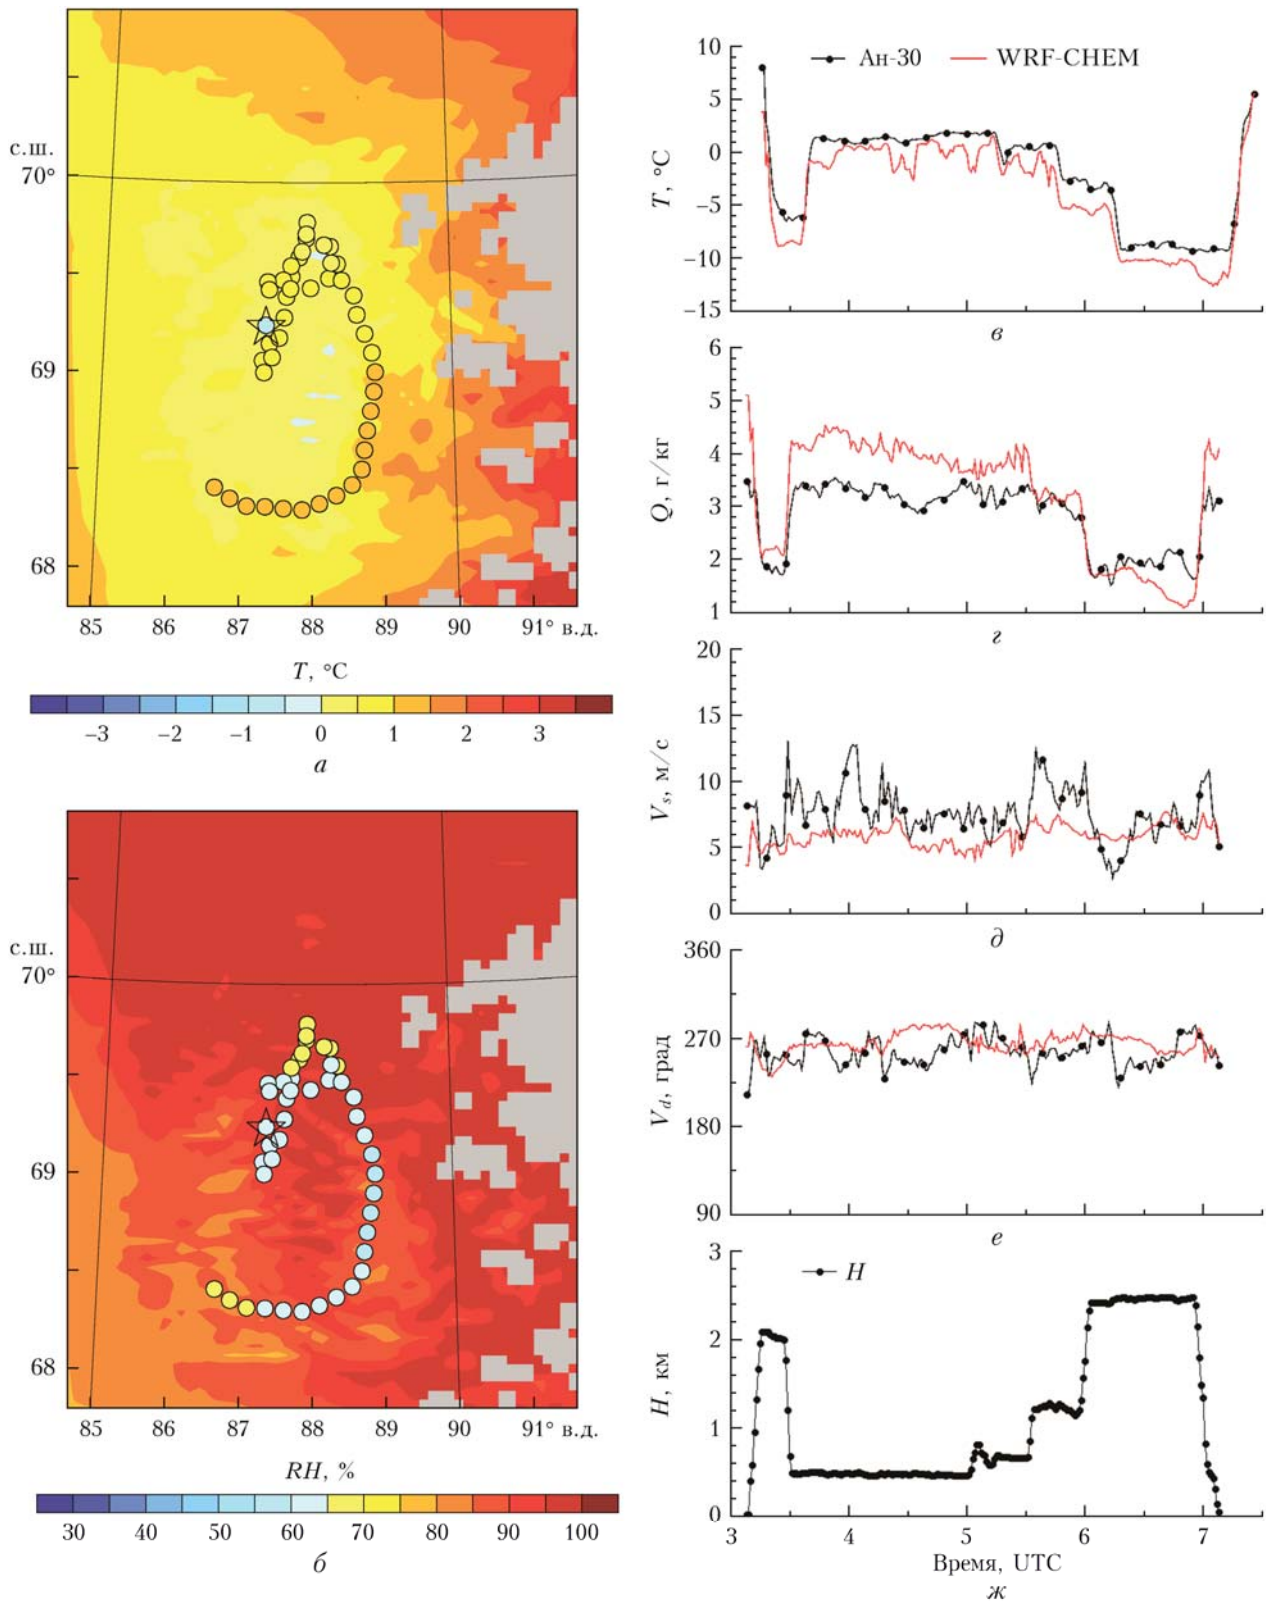 с.ш.
70°
69
68
85 86 87 88 89 90 91° в.д.
T, °C
−3 −2 −1 0 1 2 3
а
с.ш.
70°
69
68
85 86 87 88 89 90 91° в.д.
RH, %
30 40 50 60 70 80 90 100
б
Ан-30 WRF-CHEM
10
5
0
−5
−10
−15
T, °C
в
6
5
4
3
2
1
Q, г/кг
г
20
15
10
5
0
Vs, м/с
д
360
270
180
90
Vd, град
е
H
3
2
1
0
H, км
3 4 5 6 7
Время, UTC
ж